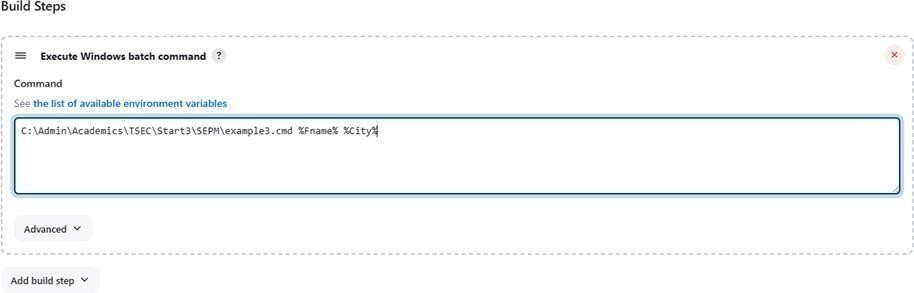 Build Steps
Execute Windows batch command ?
Command
See the list of available environment variables
C:\Admin\Academics\TSEC\Start3\SEPM\example3.cmd %Fname% %City%
Advanced
Add build step